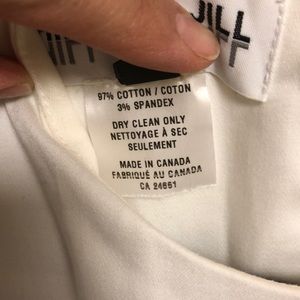 JILL
97% COTTON / COTON
3% SPANDEX
DRY CLEAN ONLY
NETTOYAGE À SEC
SEULEMENT
MADE IN CANADA
FABRIQUÉ AU CANADA
CA 24651